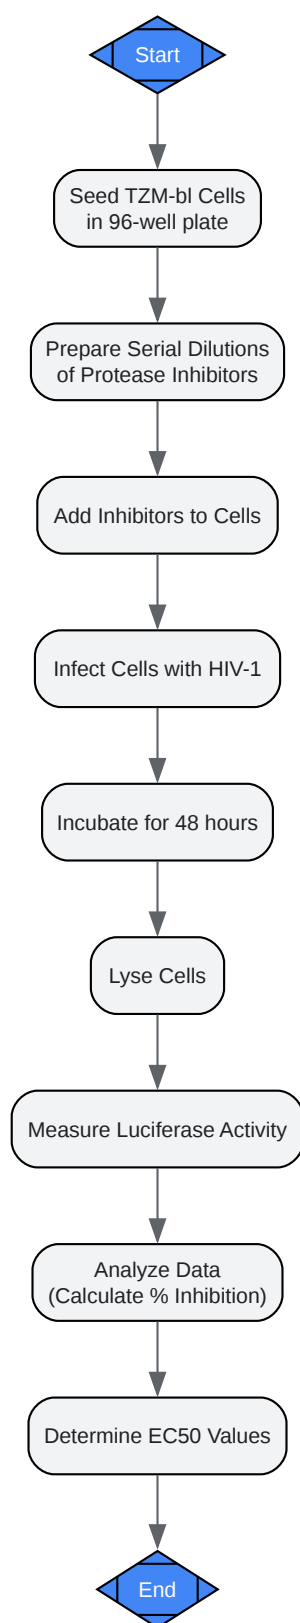 Start
Seed TZM-bl Cells
in 96-well plate
Prepare Serial Dilutions
of Protease Inhibitors
Add Inhibitors to Cells
Infect Cells with HIV-1
Incubate for 48 hours
Lyse Cells
Measure Luciferase Activity
Analyze Data
(Calculate % Inhibition)
Determine EC50 Values
End